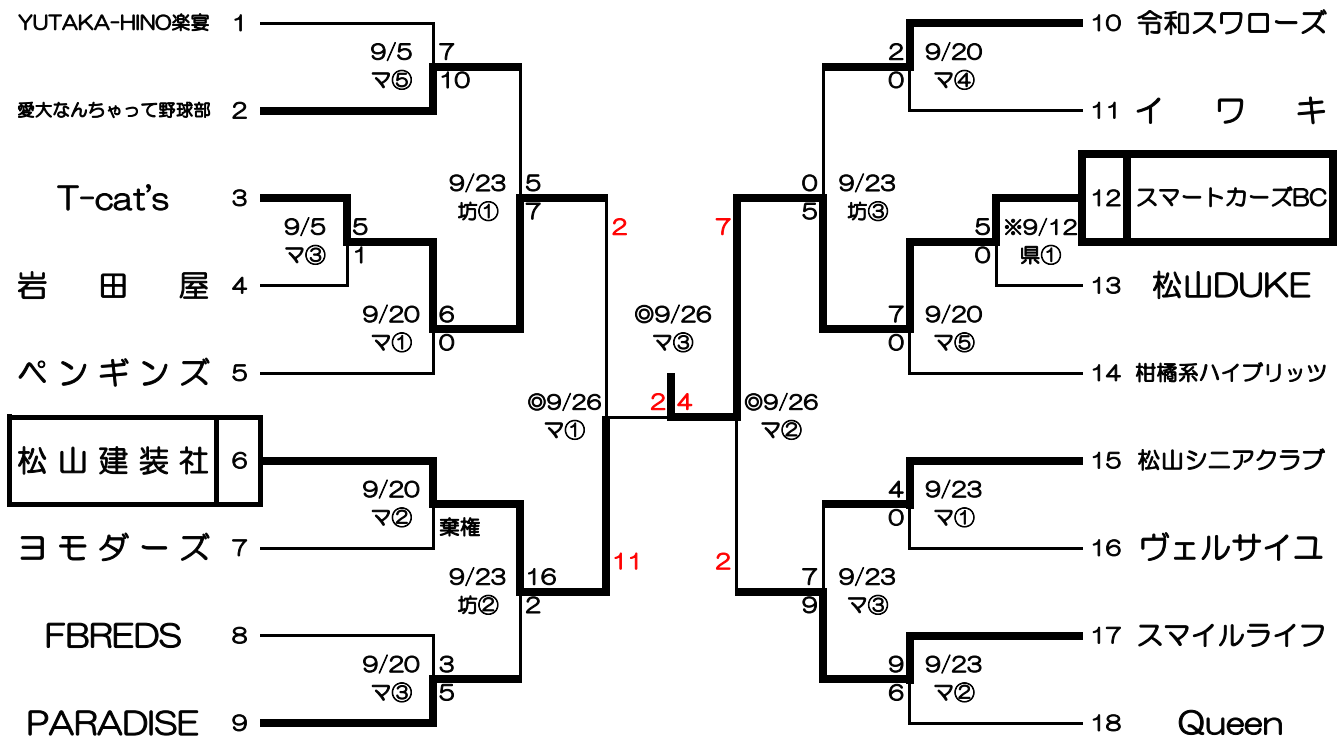 YUTAKA-HINO楽宴 1
9/5 7
マ⑤ 10
愛大なんちゃって野球部 2
9/23 5
坊① 7
T-cat's 3
9/5 5
マ③ 1
岩田屋 4
9/20 6
マ① 0
ペンギンズ 5
2
◎9/26
マ①
松山建装社 6
9/20
マ② 棄権
ヨモダーズ 7
11
9/23 16
坊② 2
FBREDS 8
9/20 3
マ③ 5
PARADISE 9
◎9/26
マ③
2 4
10 令和スワローズ
2 9/20
0 マ④
11 イワキ
0 9/23
5 坊③
7
12 スマートカーズBC
5 ※9/12
0 県①
13 松山DUKE
7 9/20
0 マ⑤
14 柑橘系ハイブリッツ
◎9/26
マ②
15 松山シニアクラブ
4 9/23
0 マ①
16 ヴェルサイユ
2
7 9/23
9 マ③
17 スマイルライフ
9 9/23
6 マ②
18 Queen